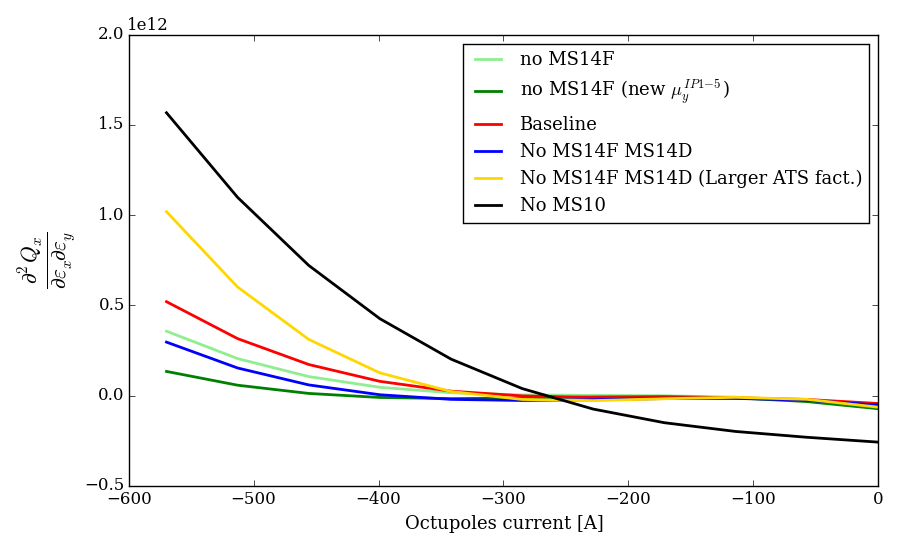 1e12
2.0
1.5
1.0
0.5
0.0
−0.5
−600
−500
−400
−300
−200
−100
0
Octupoles current [A]
∂²Qₓ
∂εₓ∂ε_y
no MS14F
no MS14F (new μ_y^{IP1−5})
Baseline
No MS14F MS14D
No MS14F MS14D (Larger ATS fact.)
No MS10